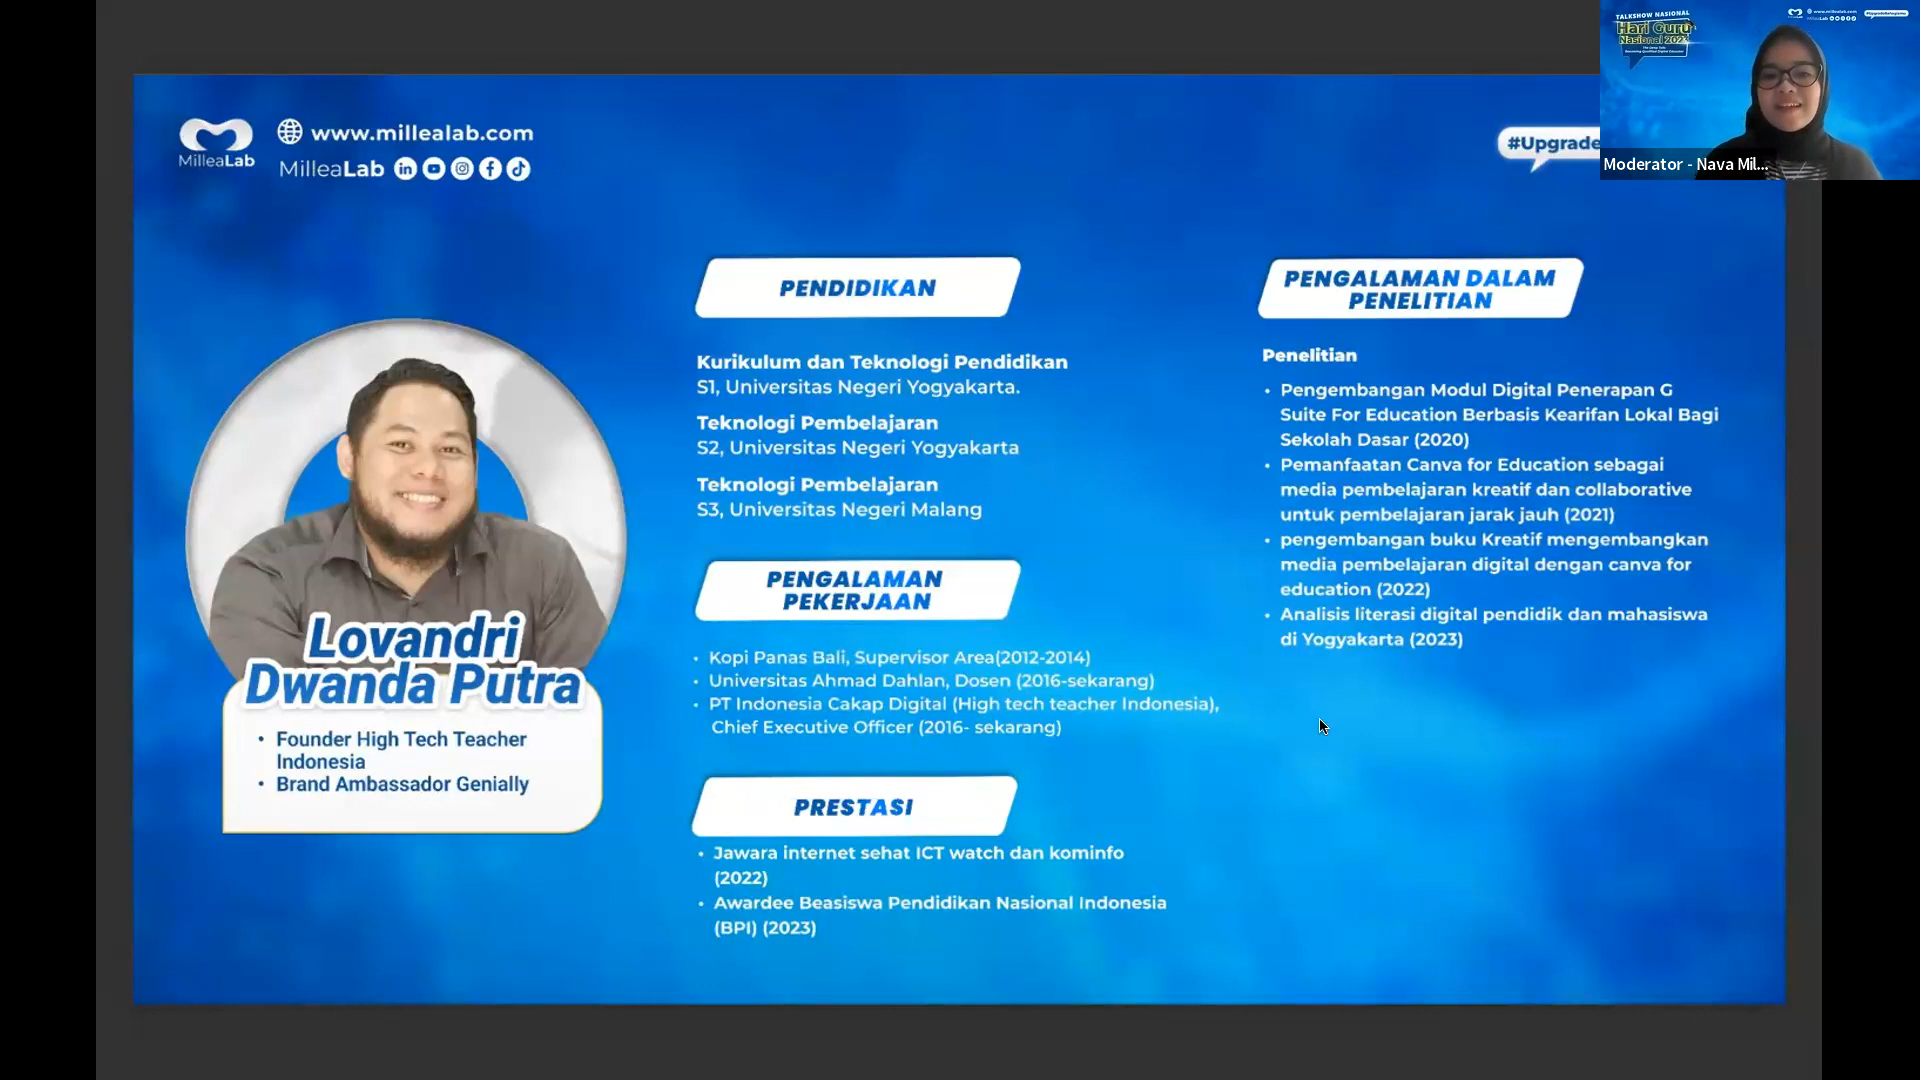 MilleaLab
www.millealab.com
MilleaLab
#Upgrade
TALKSHOW NASIONAL
Hari Guru
Nasional 2023
Moderator - Nava Mil...
Lovandri
Dwanda Putra
• Founder High Tech Teacher
Indonesia
• Brand Ambassador Genially
PENDIDIKAN
Kurikulum dan Teknologi Pendidikan
S1, Universitas Negeri Yogyakarta.
Teknologi Pembelajaran
S2, Universitas Negeri Yogyakarta
Teknologi Pembelajaran
S3, Universitas Negeri Malang
PENGALAMAN
PEKERJAAN
• Kopi Panas Bali, Supervisor Area(2012-2014)
• Universitas Ahmad Dahlan, Dosen (2016-sekarang)
• PT Indonesia Cakap Digital (High tech teacher Indonesia),
Chief Executive Officer (2016- sekarang)
PRESTASI
• Jawara internet sehat ICT watch dan kominfo
(2022)
• Awardee Beasiswa Pendidikan Nasional Indonesia
(BPI) (2023)
PENGALAMAN DALAM
PENELITIAN
Penelitian
• Pengembangan Modul Digital Penerapan G
Suite For Education Berbasis Kearifan Lokal Bagi
Sekolah Dasar (2020)
• Pemanfaatan Canva for Education sebagai
media pembelajaran kreatif dan collaborative
untuk pembelajaran jarak jauh (2021)
• pengembangan buku Kreatif mengembangkan
media pembelajaran digital dengan canva for
education (2022)
• Analisis literasi digital pendidik dan mahasiswa
di Yogyakarta (2023)